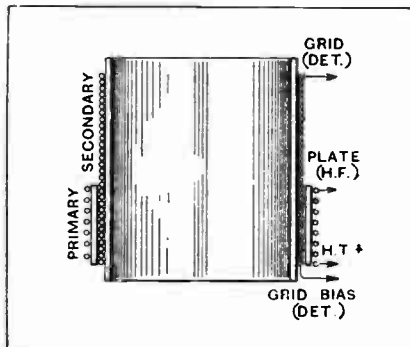 GRID
(DET.)
SECONDARY
PRIMARY
PLATE
(H.F.)
H.T +
GRID BIAS
(DET.)